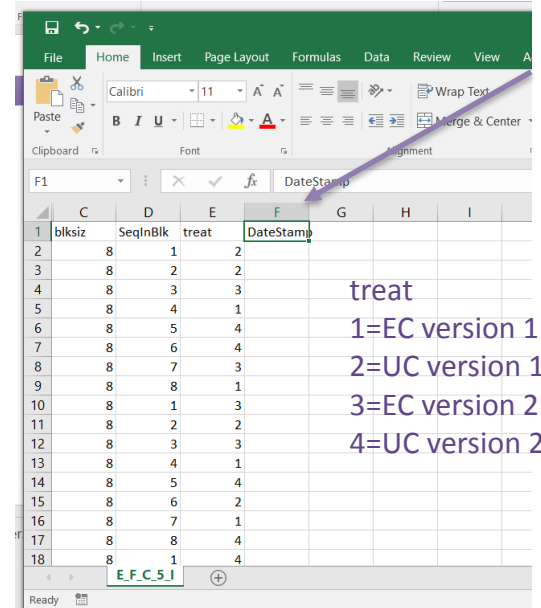 File Home Insert Page Layout Formulas Data Review View
Calibri 11 A A Wrap Text
Paste B I U A Merge & Center
Clipboard Font Alignment
F1 fx DateStamp
C D E F G H I
1 blksiz SeqInBlk treat DateStamp
2 8 1 2
3 8 2 2
4 8 3 3
5 8 4 1
6 8 5 4
7 8 6 4
8 8 7 3
9 8 8 1
10 8 1 3
11 8 2 2
12 8 3 3
13 8 4 1
14 8 5 4
15 8 6 2
16 8 7 1
17 8 8 4
18 8 1 4
treat
1=EC version 1
2=UC version 1
3=EC version 2
4=UC version 2
E_F_C_5_I
Ready